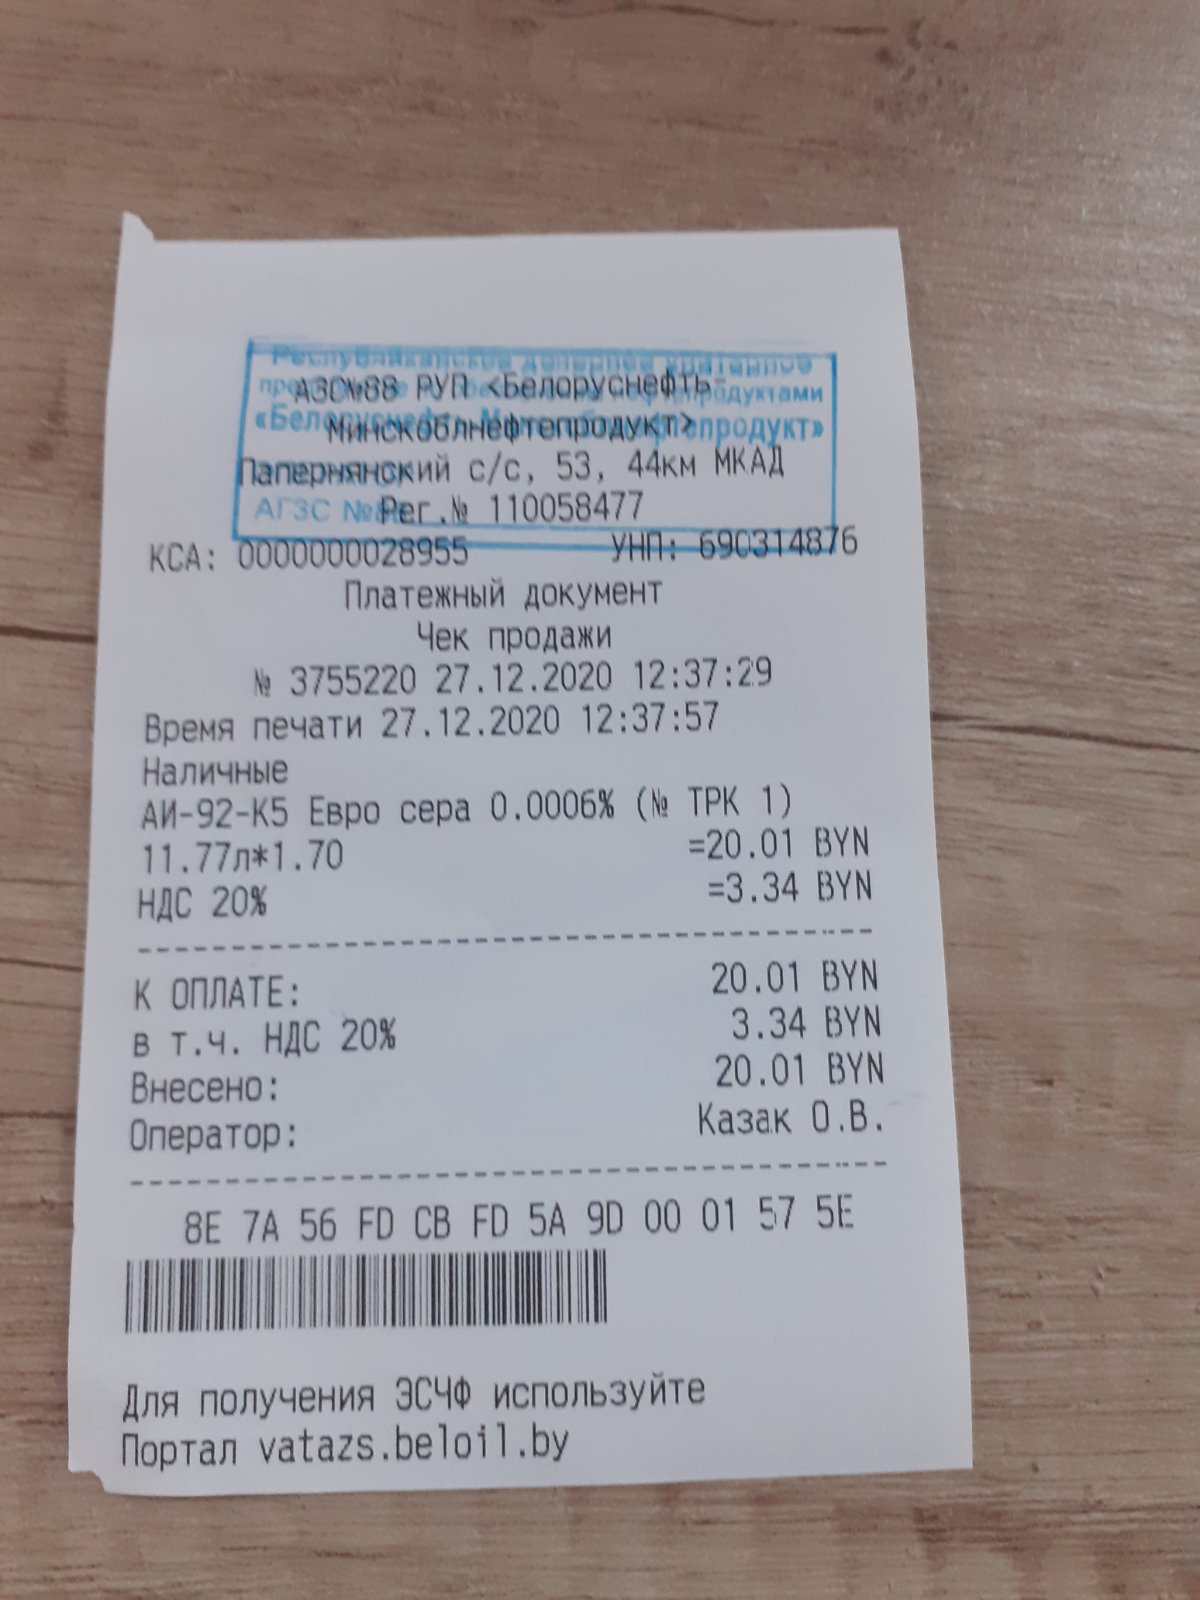 АЗС№88 РУП <Белоруснефть-
Минскоблнефтепродукт>
Папернянский с/с, 53, 44км МКАД
АГЗС Рег.№ 110058477
КСА: 0000000028955 УНП: 690314876
Платежный документ
Чек продажи
№ 3755220 27.12.2020 12:37:29
Время печати 27.12.2020 12:37:57
Наличные
АИ-92-К5 Евро сера 0.0006% (№ ТРК 1)
11.77л*1.70 =20.01 BYN
НДС 20% =3.34 BYN
К ОПЛАТЕ: 20.01 BYN
в т.ч. НДС 20% 3.34 BYN
Внесено: 20.01 BYN
Оператор: Казак О.В.
8E 7A 56 FD CB FD 5A 9D 00 01 57 5E
Для получения ЭСЧФ используйте
Портал vatazs.beloil.by